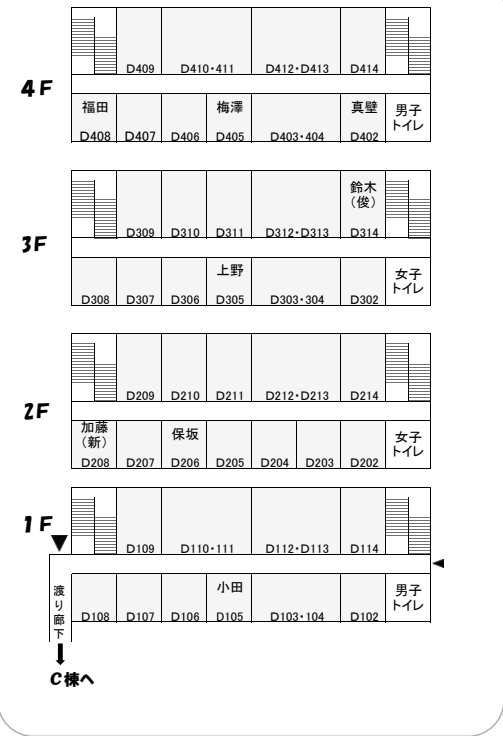 4F
D409
D410・411
D412・D413
D414
福田
梅澤
真壁
男子
トイレ
D408
D407
D406
D405
D403・404
D402
3F
鈴木
（俊）
D309
D310
D311
D312・D313
D314
上野
女子
トイレ
D308
D307
D306
D305
D303・304
D302
2F
D209
D210
D211
D212・D213
D214
加藤
（新）
保坂
女子
トイレ
D208
D207
D206
D205
D204
D203
D202
1F
D109
D110・111
D112・D113
D114
渡り廊下
小田
男子
トイレ
D108
D107
D106
D105
D103・104
D102
C棟へ